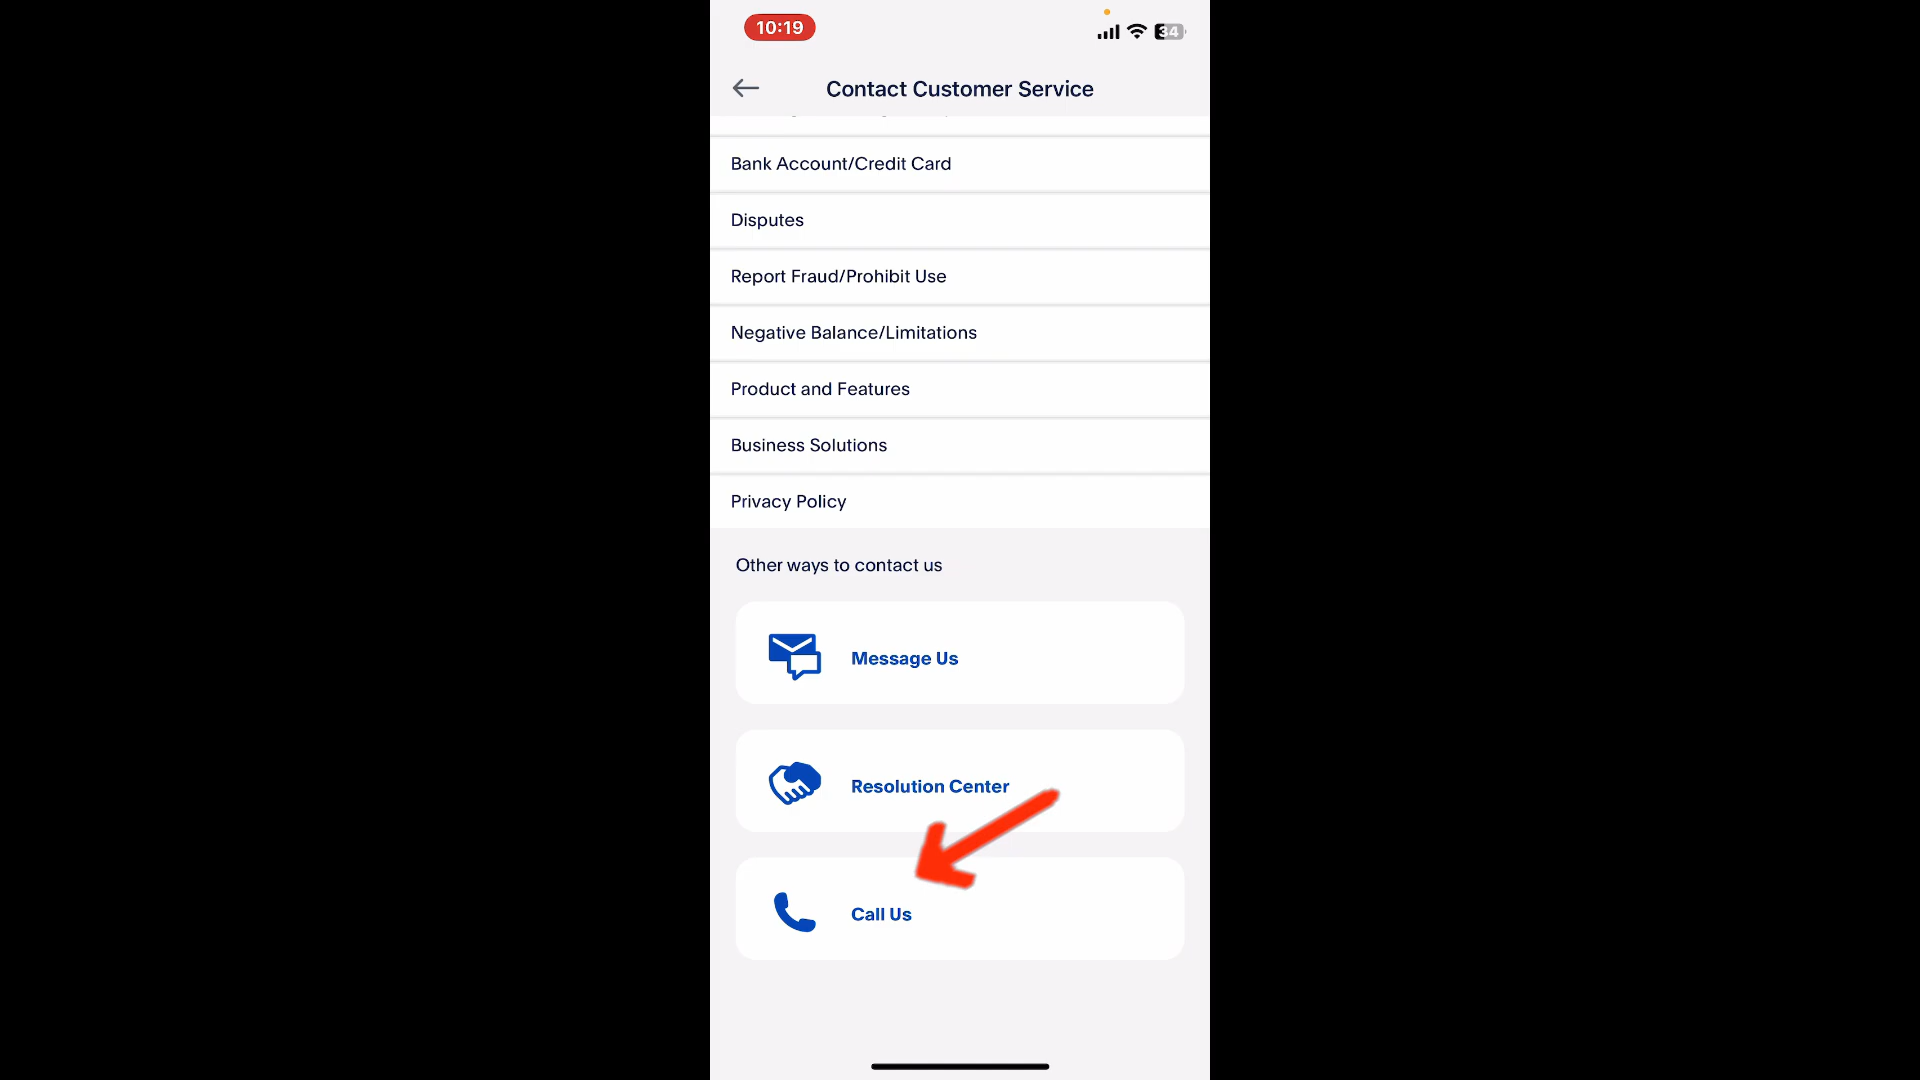 10:19
34
Contact Customer Service
Bank Account/Credit Card
Disputes
Report Fraud/Prohibit Use
Negative Balance/Limitations
Product and Features
Business Solutions
Privacy Policy
Other ways to contact us
Message Us
Resolution Center
Call Us